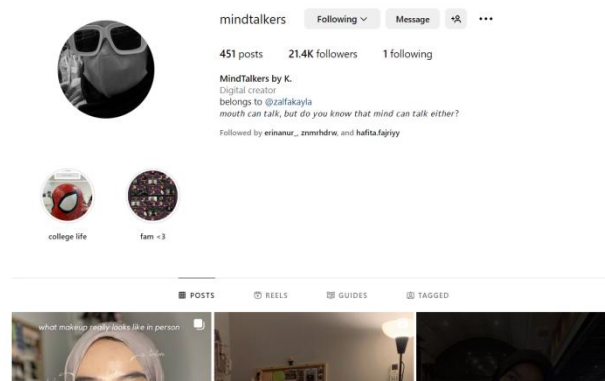 mindtalkers Following Message
451 posts 21.4K followers 1 following
MindTalkers by K.
Digital creator
belongs to @zalfakayla
mouth can talk, but do you know that mind can talk either?
Followed by erinanur_, znmrhdrw, and hafita.fajriyy
college life fam <3
POSTS REELS GUIDES TAGGED
what makeup really looks like in person